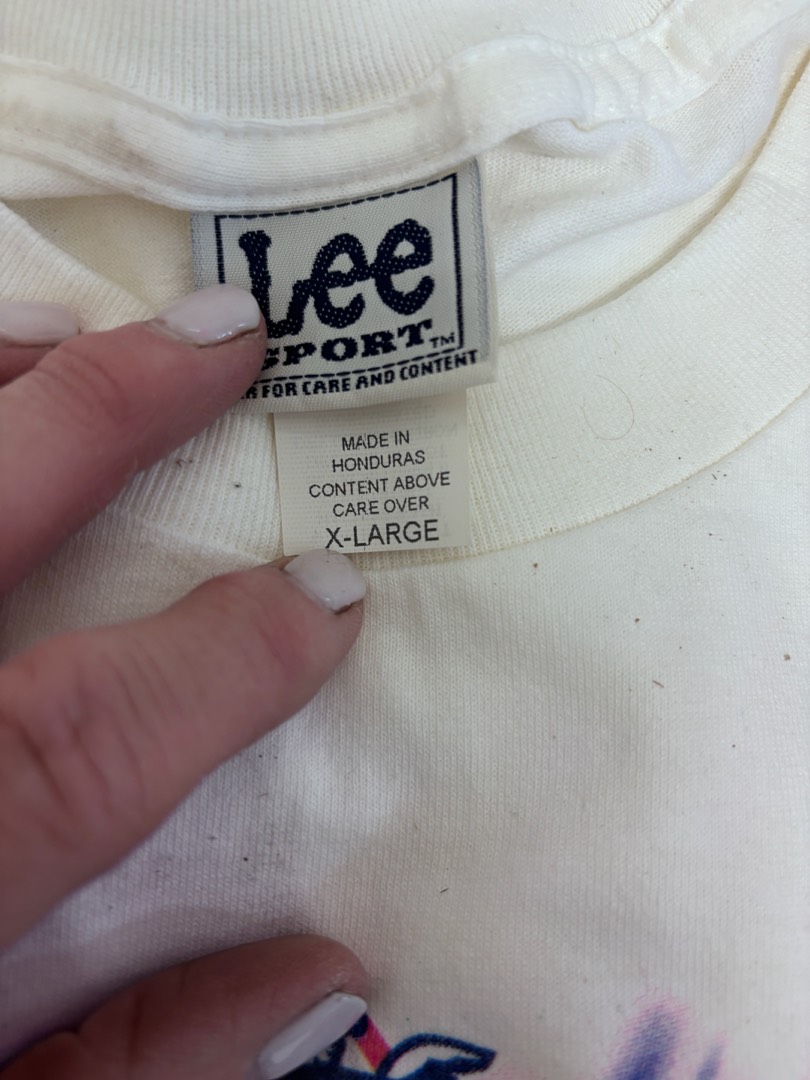 Lee
SPORT™
FOR CARE AND CONTENT
MADE IN
HONDURAS
CONTENT ABOVE
CARE OVER
X-LARGE